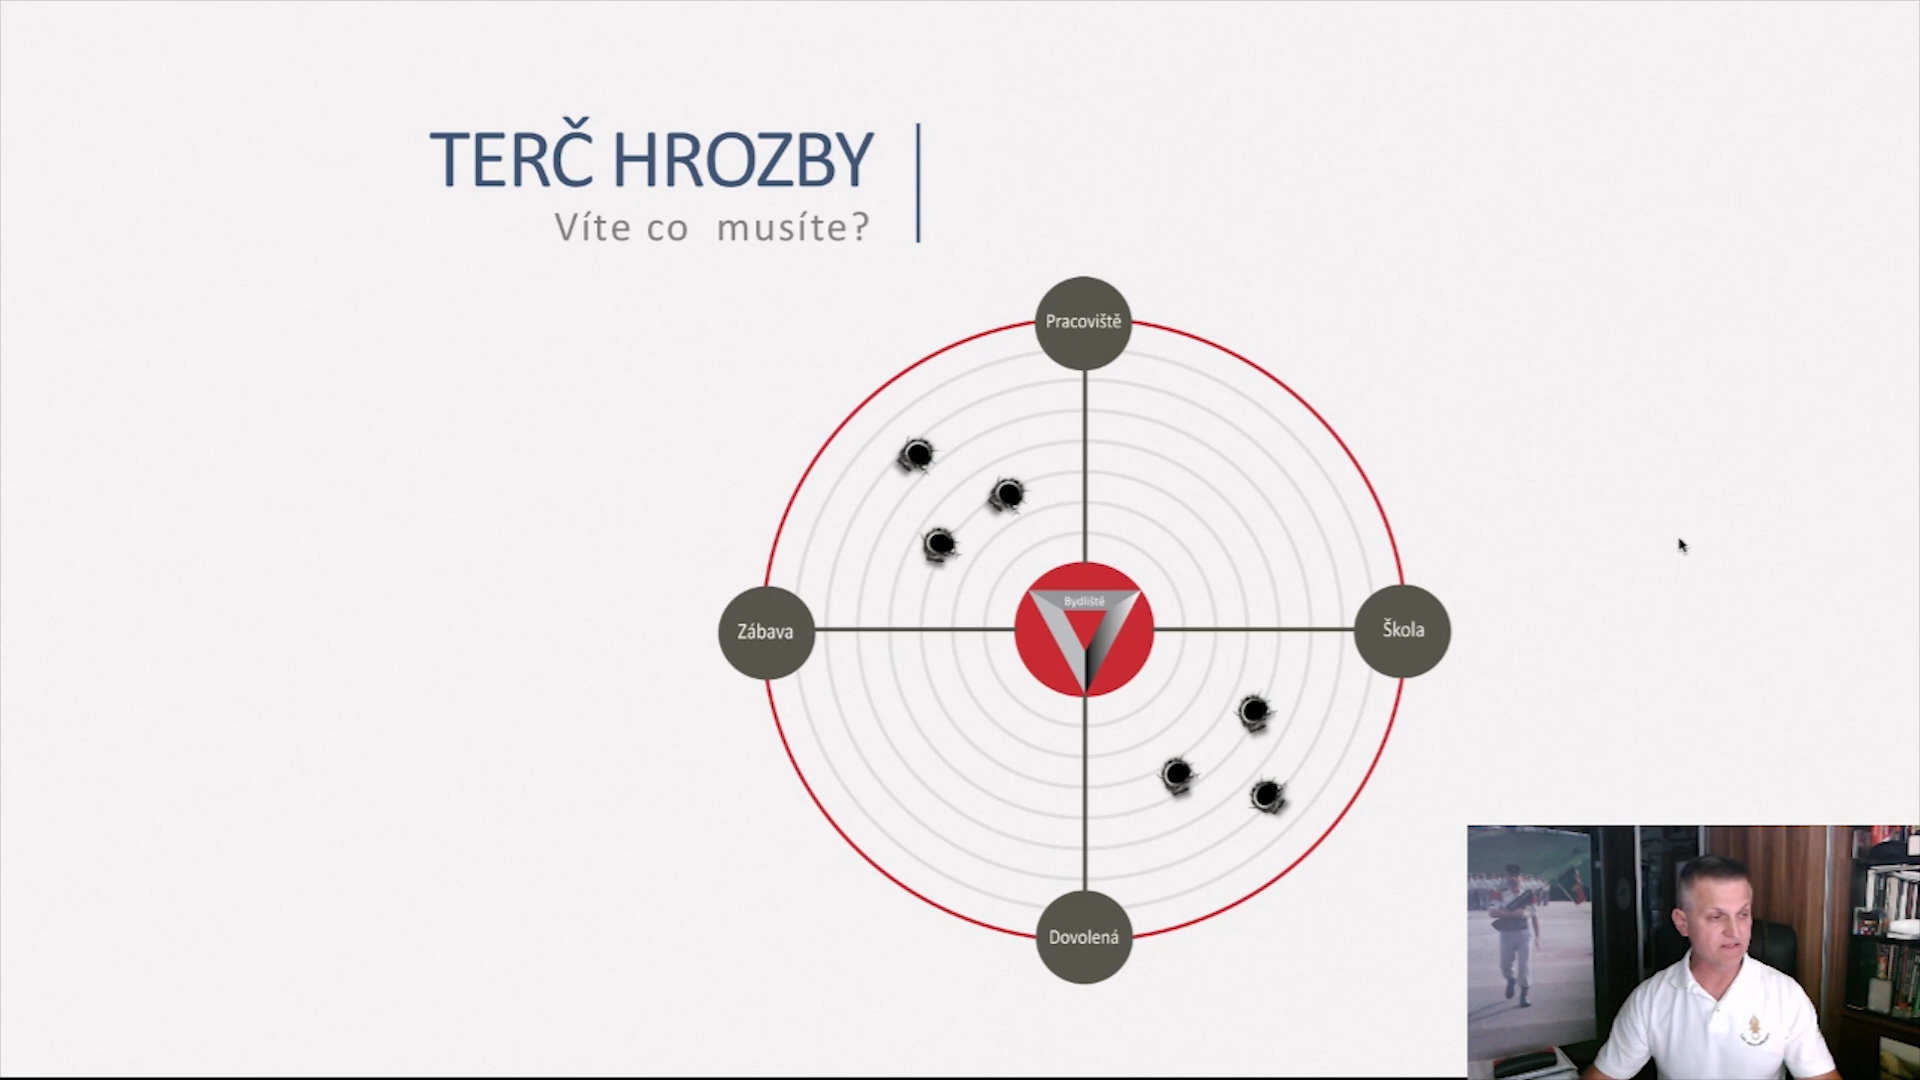 TERČ HROZBY
Víte co musíte?
Pracoviště
Bydliště
Zábava
Škola
Dovolená